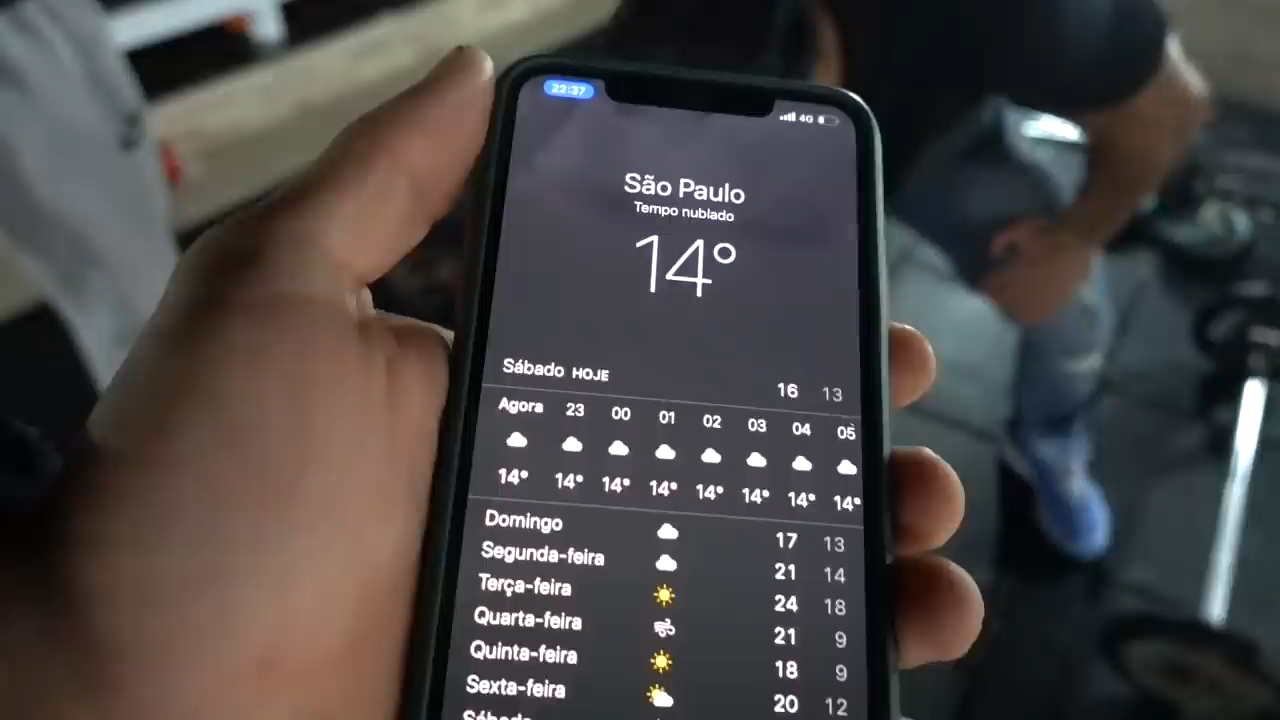 22:37
4G
São Paulo
Tempo nublado
14°
Sábado HOJE 16 13
Agora 23 00 01 02 03 04 05
14° 14° 14° 14° 14° 14° 14° 14°
Domingo 17 13
Segunda-feira 21 14
Terça-feira 24 18
Quarta-feira 21 9
Quinta-feira 18 9
Sexta-feira 20 12
Sábado